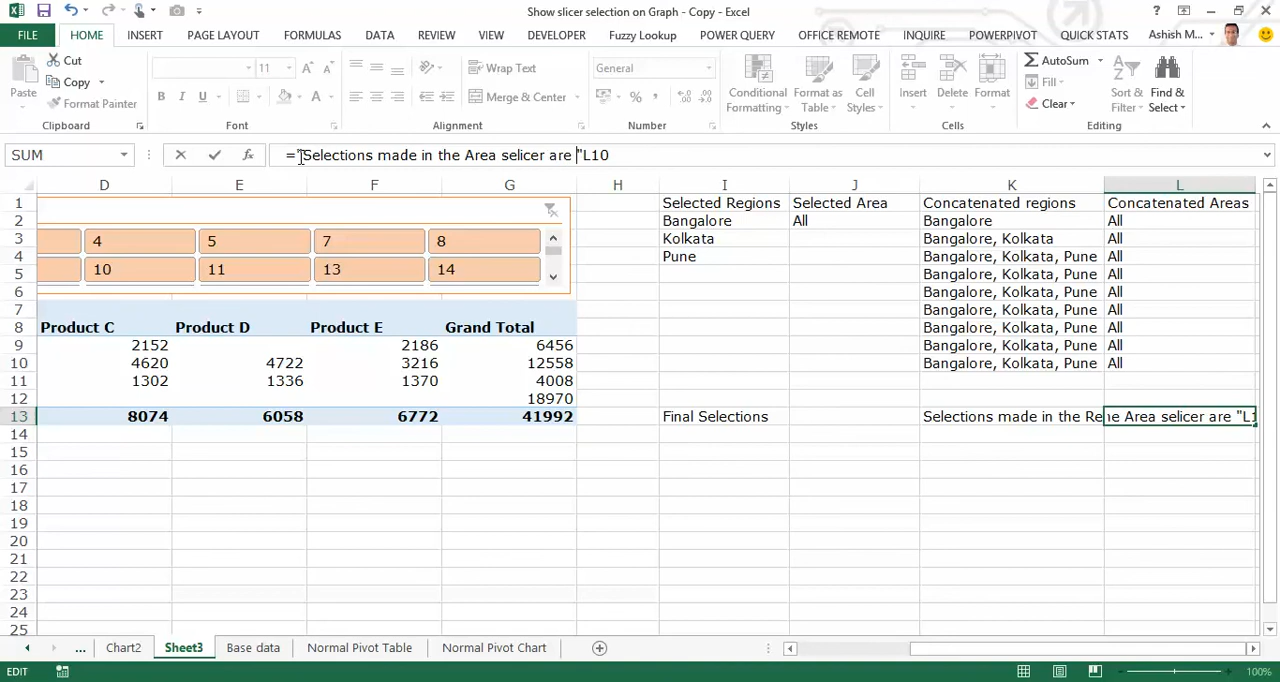 Show slicer selection on Graph - Copy - Excel
FILE HOME INSERT PAGE LAYOUT FORMULAS DATA REVIEW VIEW DEVELOPER Fuzzy Lookup POWER QUERY OFFICE REMOTE INQUIRE POWERPIVOT QUICK STATS Ashish M...
Paste Cut Copy Format Painter
11
Wrap Text
Merge & Center
General
Conditional Formatting Format as Table Cell Styles
Insert Delete Format
AutoSum Fill Clear
Sort & Filter Find & Select
Clipboard Font Alignment Number Styles Cells Editing
SUM ="Selections made in the Area selicer are "L10
D E F G H I J K L
1 Selected Regions Selected Area Concatenated regions Concatenated Areas
2 Bangalore All Bangalore All
3 4 5 7 8 Kolkata Bangalore, Kolkata All
4 10 11 13 14 Pune Bangalore, Kolkata, Pune All
5 Bangalore, Kolkata, Pune All
6 Bangalore, Kolkata, Pune All
7 Bangalore, Kolkata, Pune All
8 Product C Product D Product E Grand Total Bangalore, Kolkata, Pune All
9 2152 2186 6456 Bangalore, Kolkata, Pune All
10 4620 4722 3216 12558 Bangalore, Kolkata, Pune All
11 1302 1336 1370 4008
12 18970
13 8074 6058 6772 41992 Final Selections Selections made in the Re he Area selicer are "L1
14
15
16
17
18
19
20
21
22
23
24
25
... Chart2 Sheet3 Base data Normal Pivot Table Normal Pivot Chart
EDIT 100%